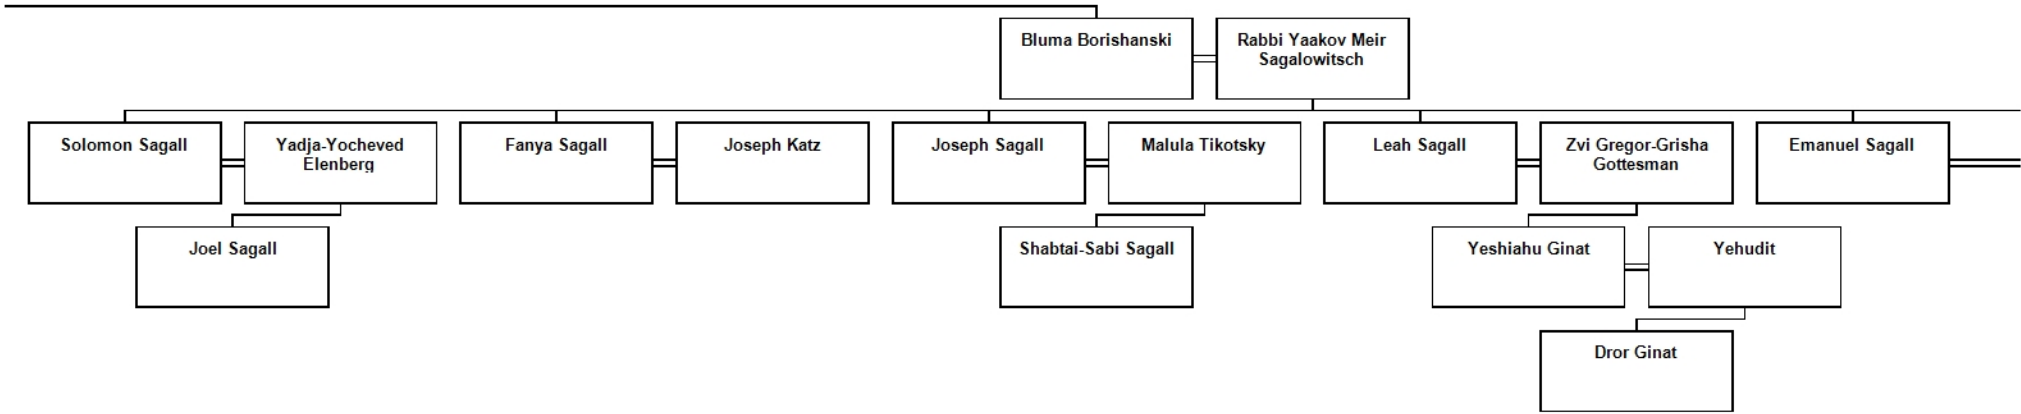 Bluma Borishanski
Rabbi Yaakov Meir
Sagalowitsch
Solomon Sagall
Yadja-Yocheved
Elenberg
Fanya Sagall
Joseph Katz
Joseph Sagall
Malula Tikotsky
Leah Sagall
Zvi Gregor-Grisha
Gottesman
Emanuel Sagall
Joel Sagall
Shabtai-Sabi Sagall
Yeshiahu Ginat
Yehudit
Dror Ginat